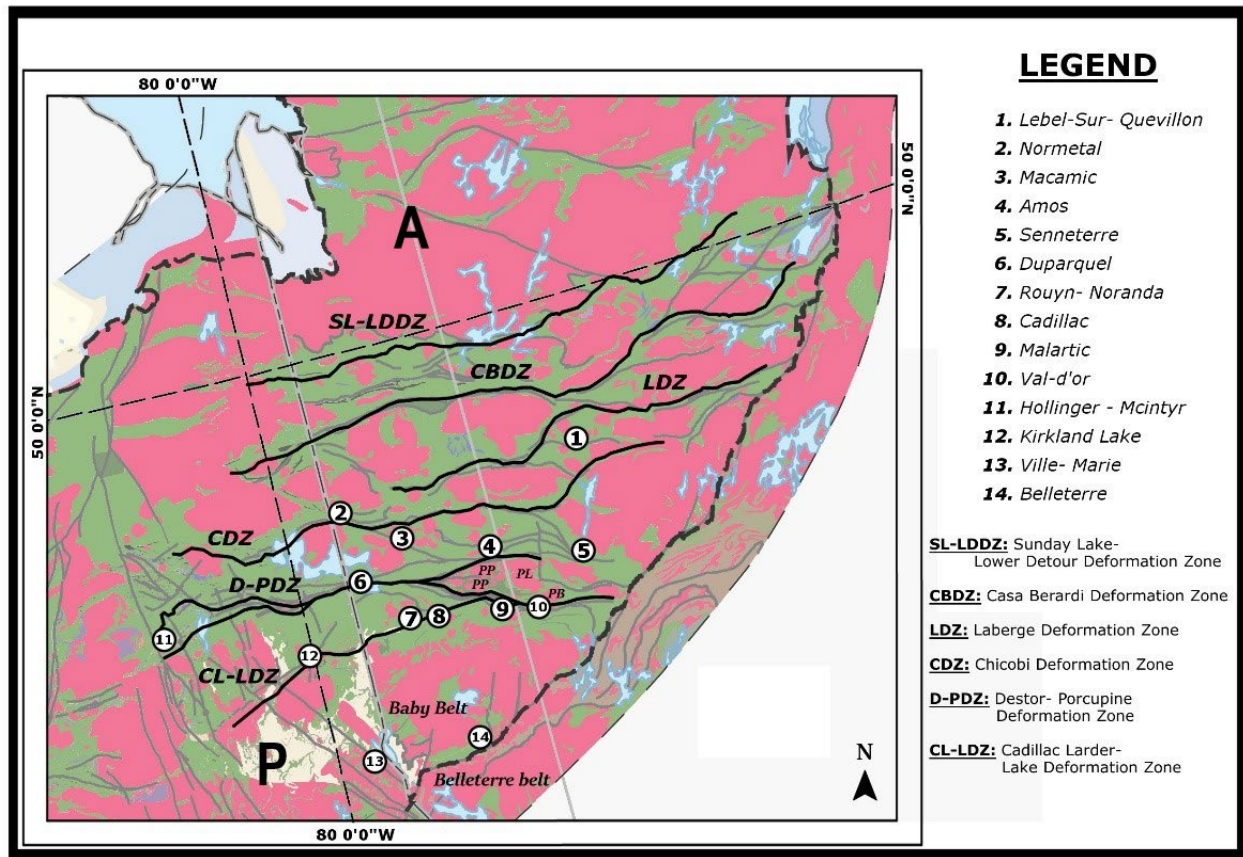 LEGEND
1. Lebel-Sur- Quevillon
2. Normetal
3. Macamic
4. Amos
5. Senneterre
6. Duparquel
7. Rouyn- Noranda
8. Cadillac
9. Malartic
10. Val-d'or
11. Hollinger - Mcintyr
12. Kirkland Lake
13. Ville- Marie
14. Belleterre
SL-LDDZ: Sunday Lake-
Lower Detour Deformation Zone
CBDZ: Casa Berardi Deformation Zone
LDZ: Laberge Deformation Zone
CDZ: Chicobi Deformation Zone
D-PDZ: Destor- Porcupine
Deformation Zone
CL-LDZ: Cadillac Larder-
Lake Deformation Zone
80 0'0"W
50 0'0"N
A
SL-LDDZ
CBDZ
LDZ
50 0'0"N
1
2
CDZ
3
4
5
PP
PL
D-PDZ
6
PP
PB
7
8
9
10
11
12
CL-LDZ
Baby Belt
P
13
14
Belleterre belt
N
80 0'0"W